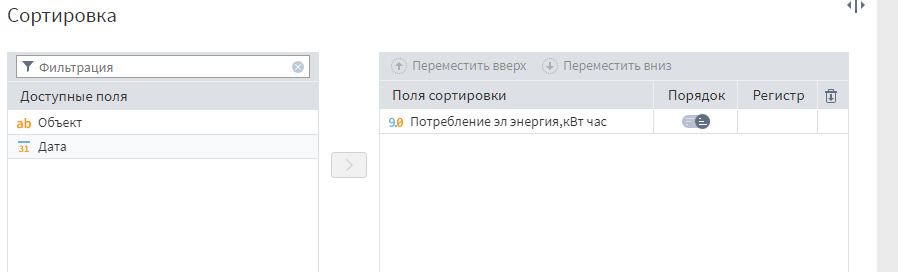 Сортировка
Фильтрация
Доступные поля
ab Объект
31 Дата
Переместить вверх Переместить вниз
Поля сортировки Порядок Регистр
9.0 Потребление эл энергия,кВт час